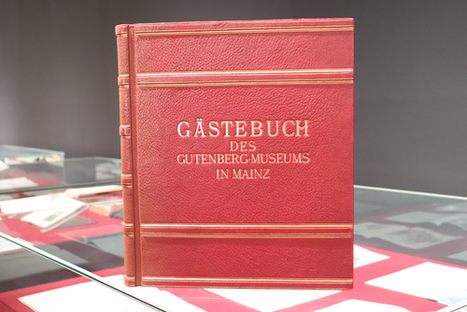 GÄSTEBUCH
DES
GUTENBERG-MUSEUMS
IN MAINZ